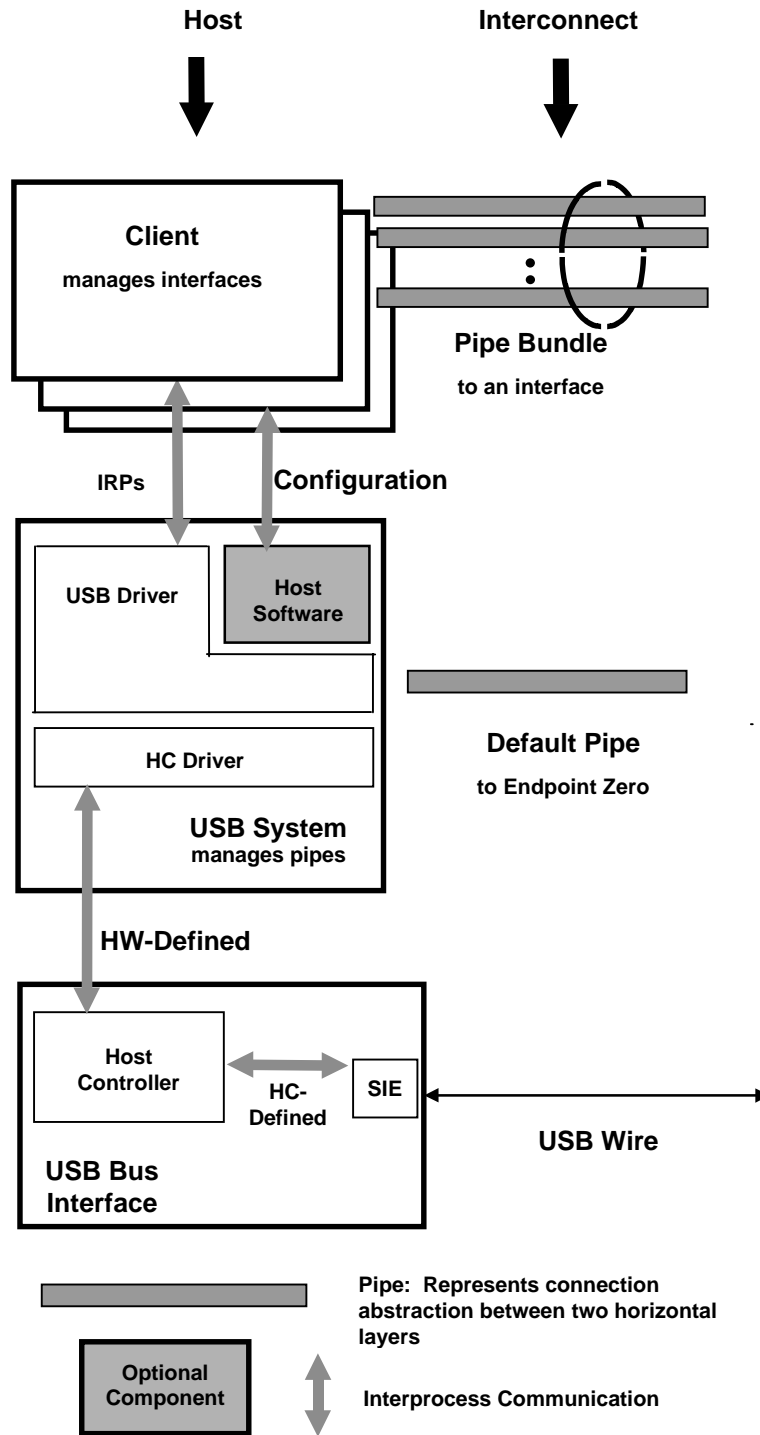 Host
Interconnect
Client
manages interfaces
Pipe Bundle
to an interface
IRPs
Configuration
USB Driver
Host
Software
HC Driver
USB System
manages pipes
Default Pipe
to Endpoint Zero
HW-Defined
Host
Controller
HC-
Defined
SIE
USB Wire
USB Bus
Interface
Pipe: Represents connection
abstraction between two horizontal
layers
Optional
Component
Interprocess Communication